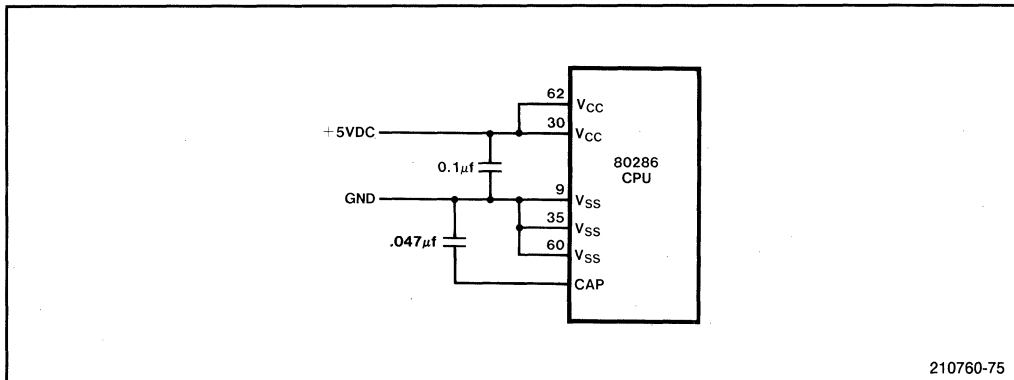 62 VCC
+5VDC 30 VCC
80286
CPU
0.1μf
GND 9 VSS
35 VSS
.047μf
60 VSS
CAP
210760-75